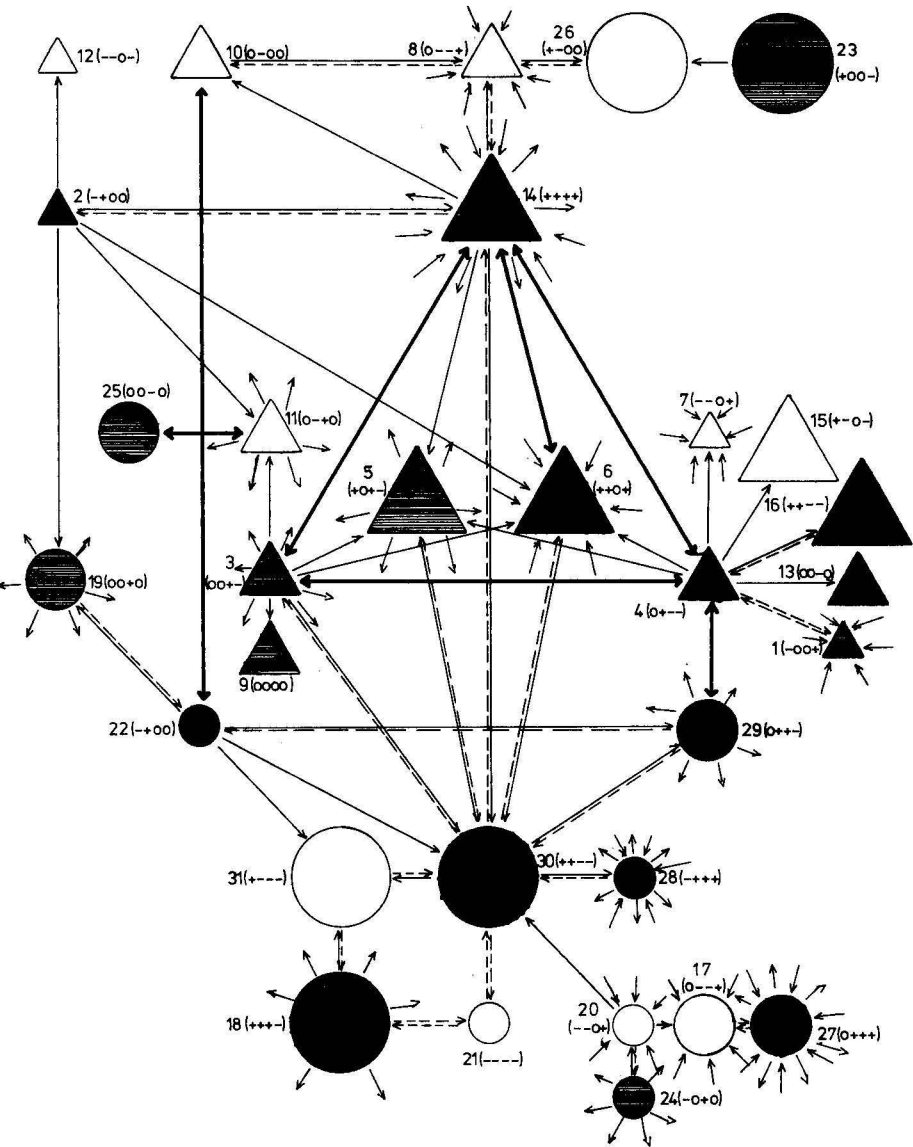 12(--o-)
10(o-oo)
8(o--+)
26
(+-oo)
23
(+oo-)
2(-+oo)
14(++++)
25(oo-o)
11(o-+o)
7(--o+)
15(+-o-)
5
(+o+-)
6
(++o+)
16(++--)
19(oo+o)
3
(oo+-)
13(oo-o)
4(o+--)
1(-oo+)
9(oooo)
22(-+oo)
29(o++-)
31(+---)
30(++--)
28(-+++)
18(+++-)
21(----)
20
(--o+)
17
(o--+)
27(o+++)
24(-o+o)